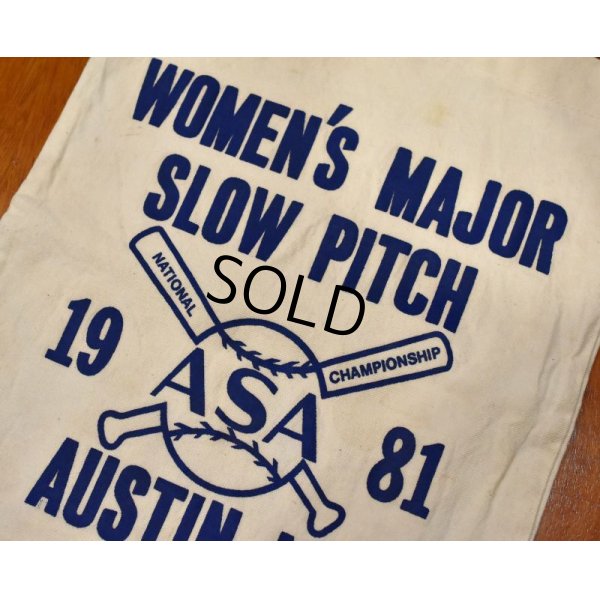 WOMEN'S MAJOR
SLOW PITCH
NATIONAL
SOLD
CHAMPIONSHIP
19
ASA
81
AUSTIN